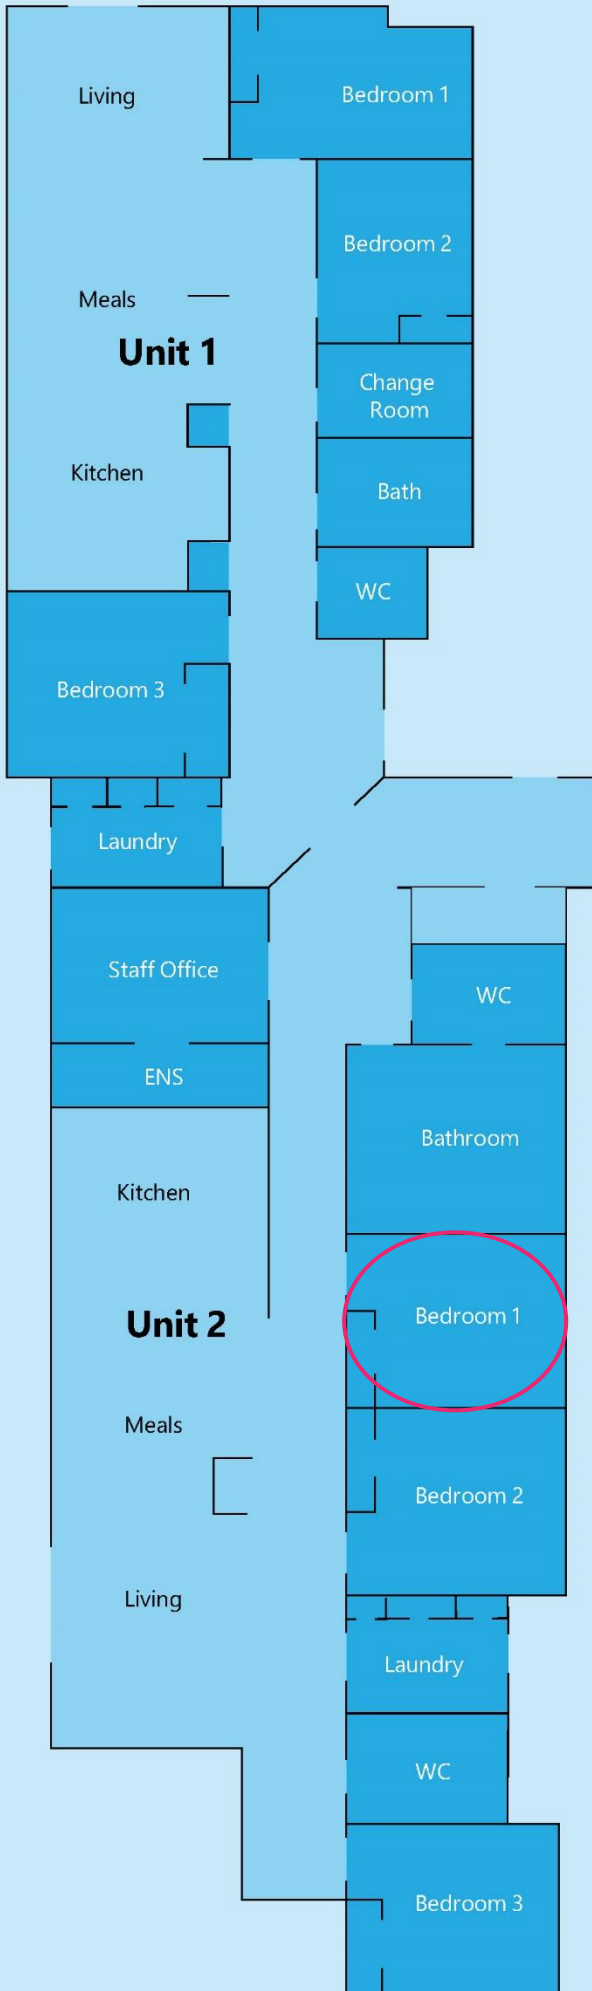 Living
Bedroom 1
Bedroom 2
Meals
Unit 1
Change
Room
Kitchen
Bath
WC
Bedroom 3
Laundry
Staff Office
WC
ENS
Bathroom
Kitchen
Unit 2
Bedroom 1
Meals
Bedroom 2
Living
Laundry
WC
Bedroom 3